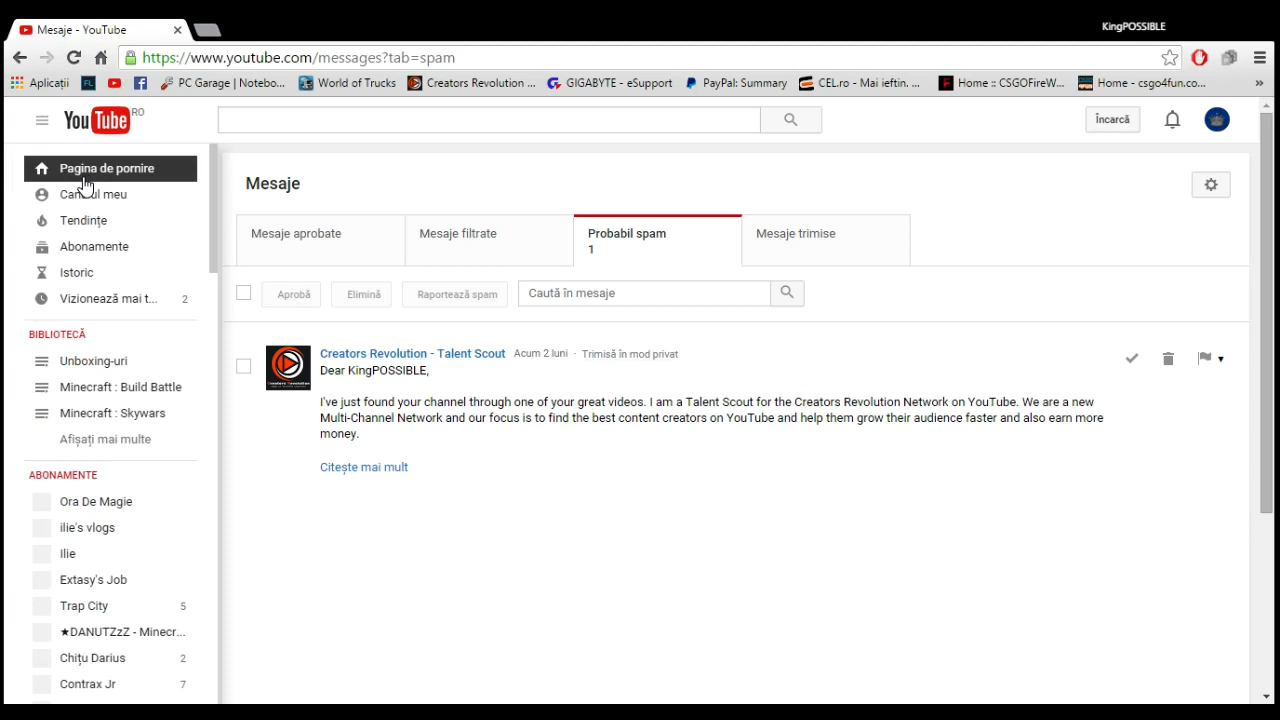 KingPOSSIBLE
Mesaje - YouTube
https://www.youtube.com/messages?tab=spam
Aplicații
FL
PC Garage | Notebo...
World of Trucks
Creators Revolution ...
GIGABYTE - eSupport
PayPal: Summary
CEL.ro - Mai ieftin. ...
Home :: CSGOFireW...
Home - csgo4fun.co...
»
YouTube RO
Încarcă
Pagina de pornire
meu
Tendințe
Abonamente
Istoric
Vizionează mai t... 2
BIBLIOTECĂ
Unboxing-uri
Minecraft : Build Battle
Minecraft : Skywars
Afișați mai multe
ABONAMENTE
Ora De Magie
ilie's vlogs
Ilie
Extasy's Job
Trap City 5
★DANUTZzZ - Minecr...
Chițu Darius 2
Contrax Jr 7
Mesaje
Mesaje aprobate
Mesaje filtrate
Probabil spam
1
Mesaje trimise
Aprobă
Elimină
Raportează spam
Caută în mesaje
Creators Revolution - Talent Scout Acum 2 luni · Trimisă în mod privat
Dear KingPOSSIBLE,
I've just found your channel through one of your great videos. I am a Talent Scout for the Creators Revolution Network on YouTube. We are a new
Multi-Channel Network and our focus is to find the best content creators on YouTube and help them grow their audience faster and also earn more
money.
Citește mai mult